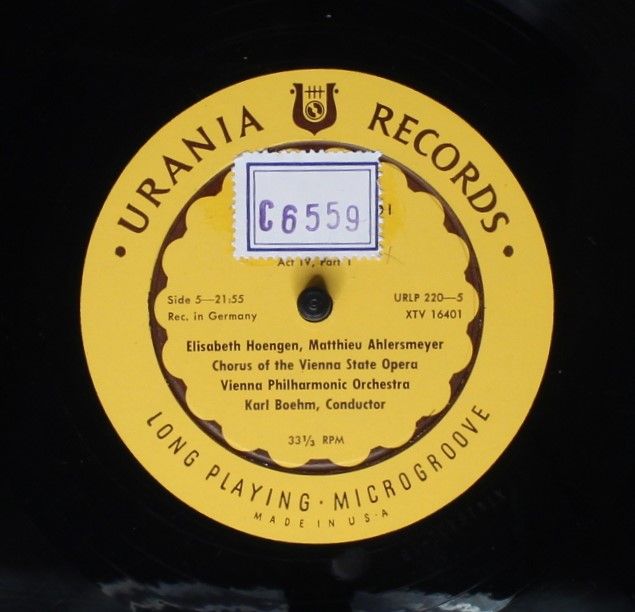 URANIA RECORDS
C6559
Act IV, Part 1
Side 5—21:55
URLP 220—5
Rec. in Germany
XTV 16401
Elisabeth Hoengen, Matthieu Ahlersmeyer
Chorus of the Vienna State Opera
Vienna Philharmonic Orchestra
Karl Boehm, Conductor
33⅓ RPM
LONG PLAYING · MICROGROOVE
MADE IN U·S·A